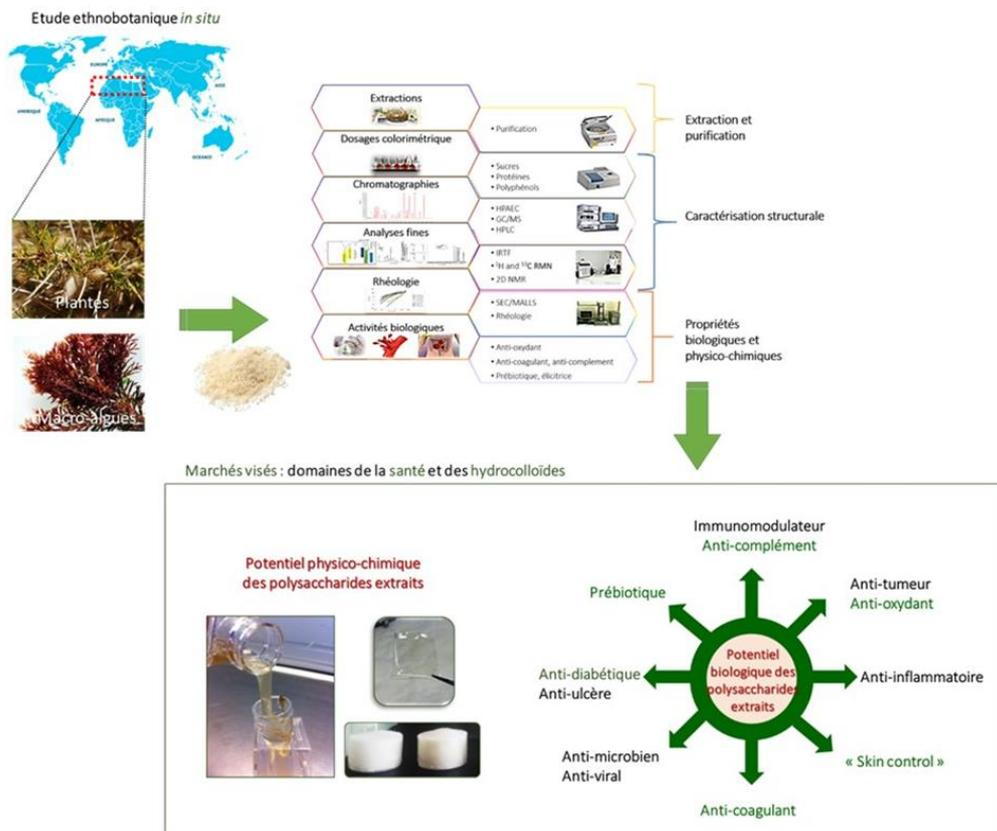 Etude ethnobotanique in situ
EUROPE
ASIE
AMERIQUE
AFRIQUE
OCEANIE
Plantes
Macro-algues
Extractions
Dosages colorimétrique
Chromatographies
Analyses fines
Rhéologie
Activités biologiques
• Purification
• Sucres
• Protéines
• Polyphénols
• HPAEC
• GC/MS
• HPLC
• IRTF
• ¹H and ¹³C RMN
• 2D NMR
• SEC/MALLS
• Rhéologie
• Anti-oxydant
• Anti-coagulant, anti-complement
• Prébiotique, élicitrice
Extraction et
purification
Caractérisation structurale
Propriétés
biologiques et
physico-chimiques
Marchés visés : domaines de la santé et des hydrocolloïdes
Potentiel physico-chimique
des polysaccharides extraits
Immunomodulateur
Anti-complément
Prébiotique
Anti-tumeur
Anti-oxydant
Anti-diabétique
Anti-ulcère
Potentiel
biologique des
polysaccharides
extraits
Anti-inflammatoire
Anti-microbien
Anti-viral
« Skin control »
Anti-coagulant